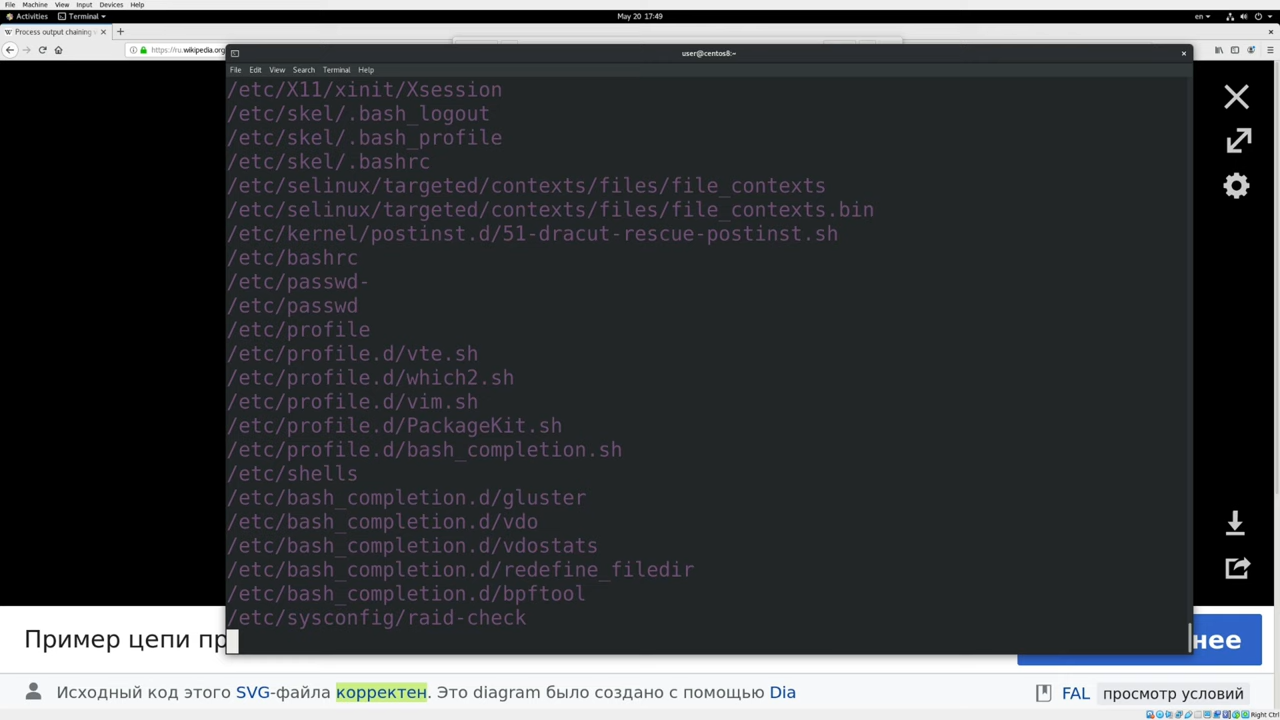 File Machine View Input Devices Help
Activities Terminal May 20 17:49 en
Process output chaining
https://ru.wikipedia.org
user@centos8:~
File Edit View Search Terminal Help
/etc/X11/xinit/Xsession
/etc/skel/.bash_logout
/etc/skel/.bash_profile
/etc/skel/.bashrc
/etc/selinux/targeted/contexts/files/file_contexts
/etc/selinux/targeted/contexts/files/file_contexts.bin
/etc/kernel/postinst.d/51-dracut-rescue-postinst.sh
/etc/bashrc
/etc/passwd-
/etc/passwd
/etc/profile
/etc/profile.d/vte.sh
/etc/profile.d/which2.sh
/etc/profile.d/vim.sh
/etc/profile.d/PackageKit.sh
/etc/profile.d/bash_completion.sh
/etc/shells
/etc/bash_completion.d/gluster
/etc/bash_completion.d/vdo
/etc/bash_completion.d/vdostats
/etc/bash_completion.d/redefine_filedir
/etc/bash_completion.d/bpftool
/etc/sysconfig/raid-check
Пример цепи пр нее
Исходный код этого SVG-файла корректен. Это diagram было создано с помощью Dia FAL просмотр условий
Right Ctrl